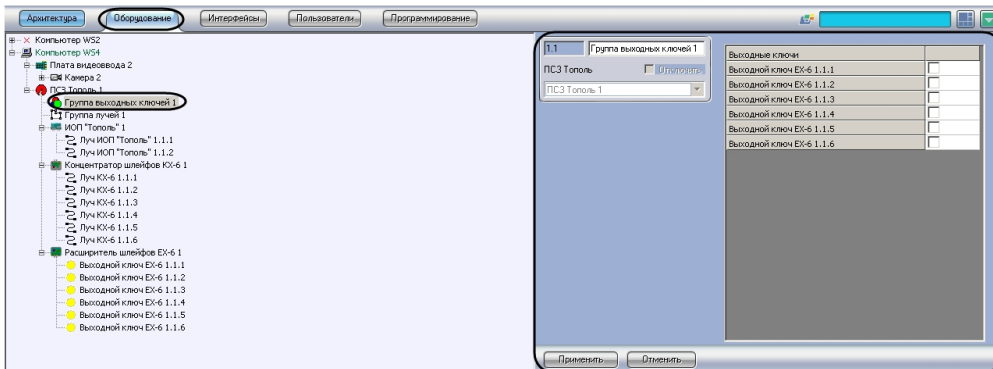 Архитектура Оборудование Интерфейсы Пользователи Программирование
Компьютер WS2
Компьютер WS4
Плата видеоввода 2
Камера 2
ПСЗ Тополь 1
Группа выходных ключей 1
Группа лучей 1
ИОП "Тополь" 1
Луч ИОП "Тополь" 1.1.1
Луч ИОП "Тополь" 1.1.2
Концентратор шлейфов КХ-6 1
Луч КХ-6 1.1.1
Луч КХ-6 1.1.2
Луч КХ-6 1.1.3
Луч КХ-6 1.1.4
Луч КХ-6 1.1.5
Луч КХ-6 1.1.6
Расширитель шлейфов ЕХ-6 1
Выходной ключ ЕХ-6 1.1.1
Выходной ключ ЕХ-6 1.1.2
Выходной ключ ЕХ-6 1.1.3
Выходной ключ ЕХ-6 1.1.4
Выходной ключ ЕХ-6 1.1.5
Выходной ключ ЕХ-6 1.1.6
1.1 Группа выходных ключей 1
ПСЗ Тополь Отключить
ПСЗ Тополь 1
Выходные ключи
Выходной ключ ЕХ-6 1.1.1
Выходной ключ ЕХ-6 1.1.2
Выходной ключ ЕХ-6 1.1.3
Выходной ключ ЕХ-6 1.1.4
Выходной ключ ЕХ-6 1.1.5
Выходной ключ ЕХ-6 1.1.6
Применить Отменить